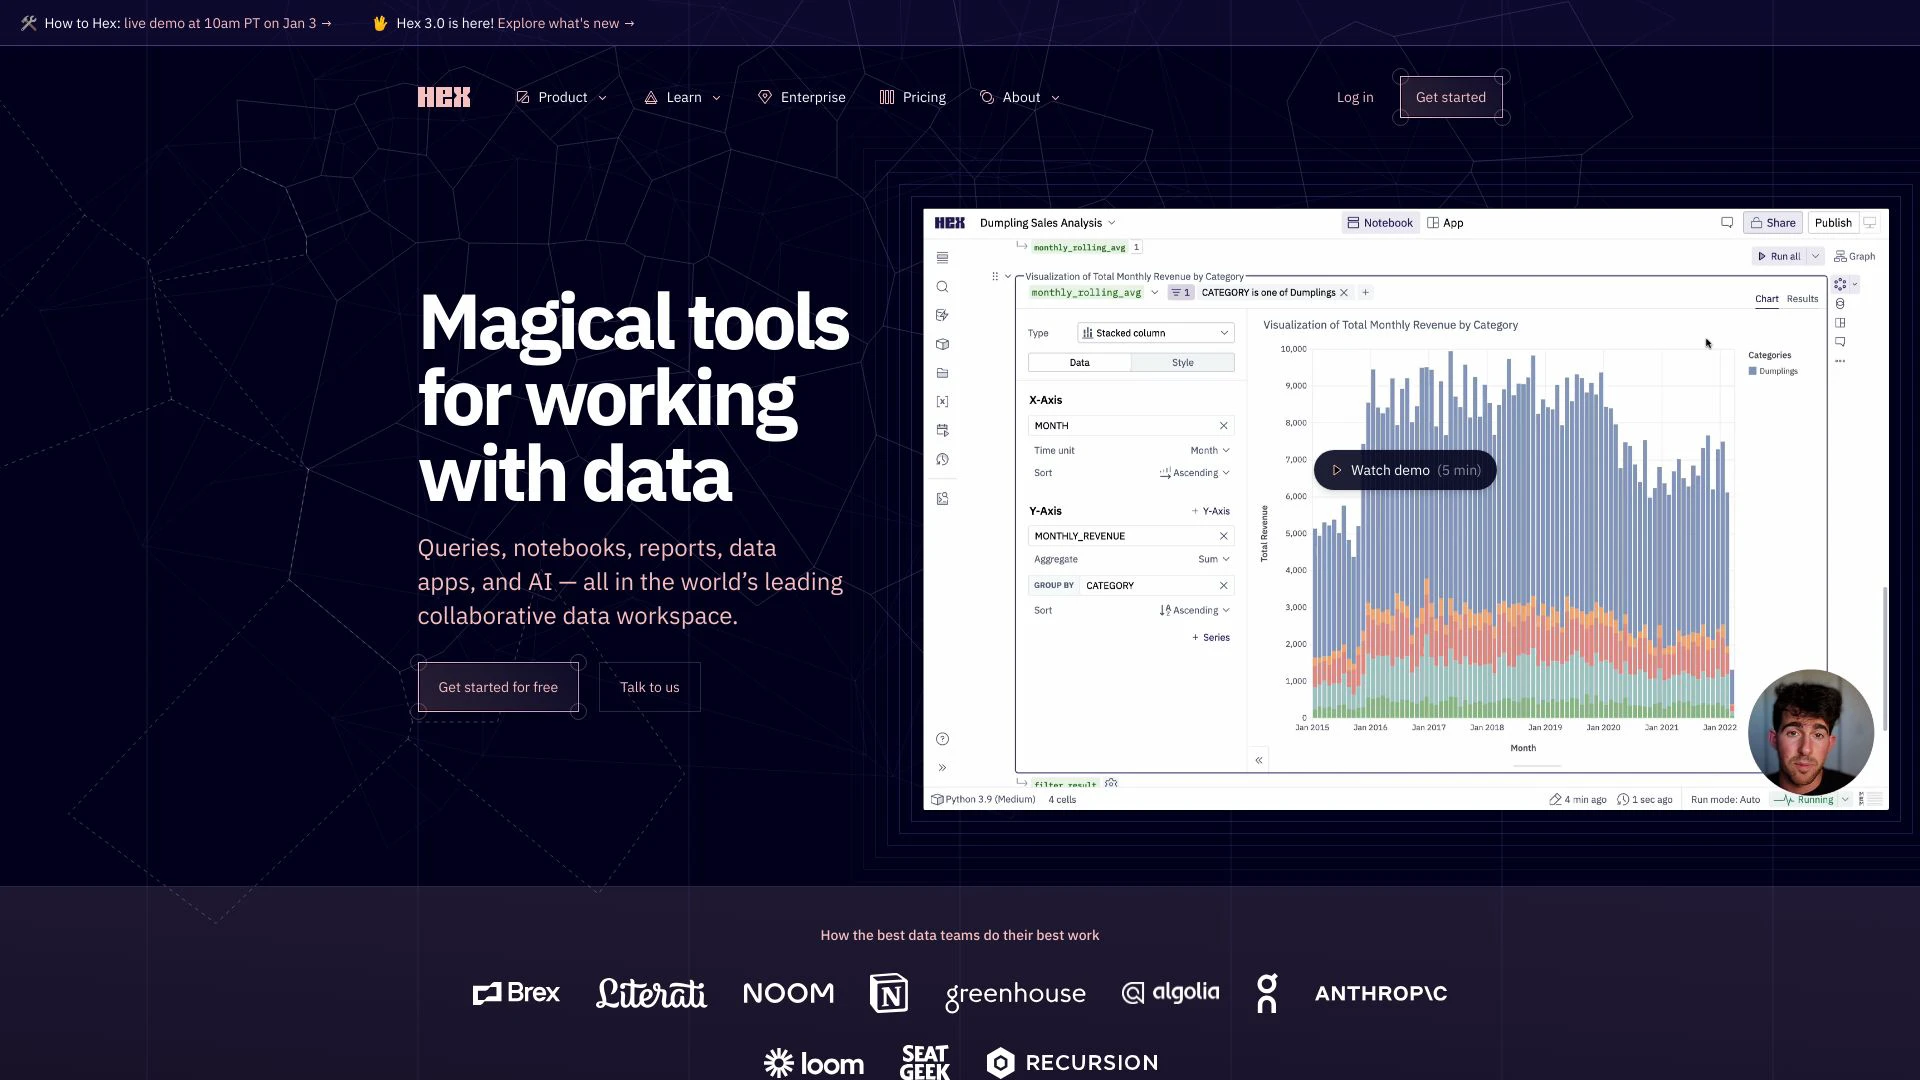 How to Hex: live demo at 10am PT on Jan 3 →
Hex 3.0 is here! Explore what's new →
HEX
Product
Learn
Enterprise
Pricing
About
Log in
Get started
Magical tools
for working
with data
Queries, notebooks, reports, data
apps, and AI — all in the world’s leading
collaborative data workspace.
Get started for free
Talk to us
HEX
Dumpling Sales Analysis
Notebook
App
Share
Publish
monthly_rolling_avg 1
Run all
Graph
Visualization of Total Monthly Revenue by Category
monthly_rolling_avg
1
CATEGORY is one of Dumplings
Chart
Results
Type
Stacked column
Data
Style
X-Axis
MONTH
Time unit
Month
Sort
Ascending
Y-Axis
+ Y-Axis
MONTHLY_REVENUE
Aggregate
Sum
GROUP BY
CATEGORY
Sort
Ascending
+ Series
Visualization of Total Monthly Revenue by Category
10,000
9,000
8,000
7,000
6,000
5,000
4,000
3,000
2,000
1,000
0
Total Revenue
Jan 2015
Jan 2016
Jan 2017
Jan 2018
Jan 2019
Jan 2020
Jan 2021
Jan 2022
Month
Categories
Dumplings
Watch demo (5 min)
filter_result
Python 3.9 (Medium)
4 cells
4 min ago
1 sec ago
Run mode: Auto
Running
How the best data teams do their best work
Brex
Literati
NOOM
N
greenhouse
algolia
on
ANTHROP\C
loom
SEAT
GEEK
RECURSION